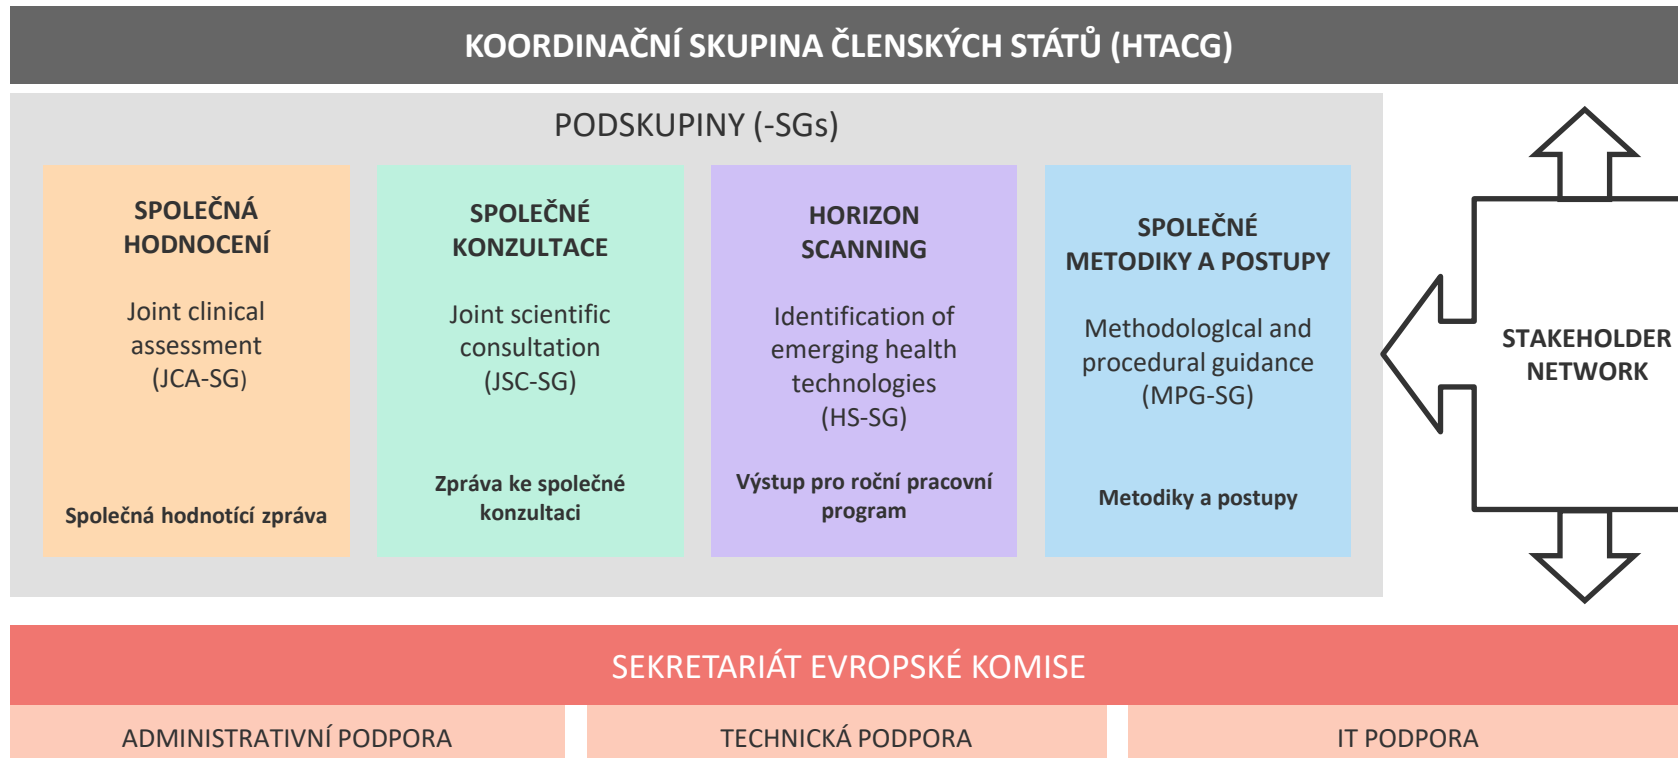 KOORDINAČNÍ SKUPINA ČLENSKÝCH STÁTŮ (HTACG)
PODSKUPINY (-SGs)
SPOLEČNÁ
HODNOCENÍ
Joint clinical
assessment
(JCA-SG)
Společná hodnotící zpráva
SPOLEČNÉ
KONZULTACE
Joint scientific
consultation
(JSC-SG)
Zpráva ke společné
konzultaci
HORIZON
SCANNING
Identification of
emerging health
technologies
(HS-SG)
Výstup pro roční pracovní
program
SPOLEČNÉ
METODIKY A POSTUPY
MethodologIcal and
procedural guidance
(MPG-SG)
Metodiky a postupy
STAKEHOLDER
NETWORK
SEKRETARIÁT EVROPSKÉ KOMISE
ADMINISTRATIVNÍ PODPORA
TECHNICKÁ PODPORA
IT PODPORA